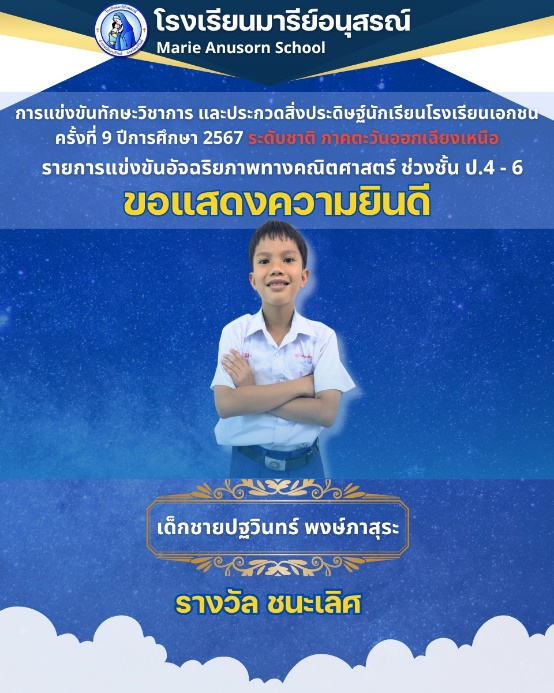 โรงเรียนมารีย์อนุสรณ์
Marie Anusorn School
การแข่งขันทักษะวิชาการ และประกวดสิ่งประดิษฐ์นักเรียนโรงเรียนเอกชน
ครั้งที่ 9 ปีการศึกษา 2567 ระดับชาติ ภาคตะวันออกเฉียงเหนือ
รายการแข่งขันอัจฉริยภาพทางคณิตศาสตร์ ช่วงชั้น ป.4 - 6
ขอแสดงความยินดี
เด็กชายปฐวินทร์ พงษ์ภาสุระ
รางวัล ชนะเลิศ